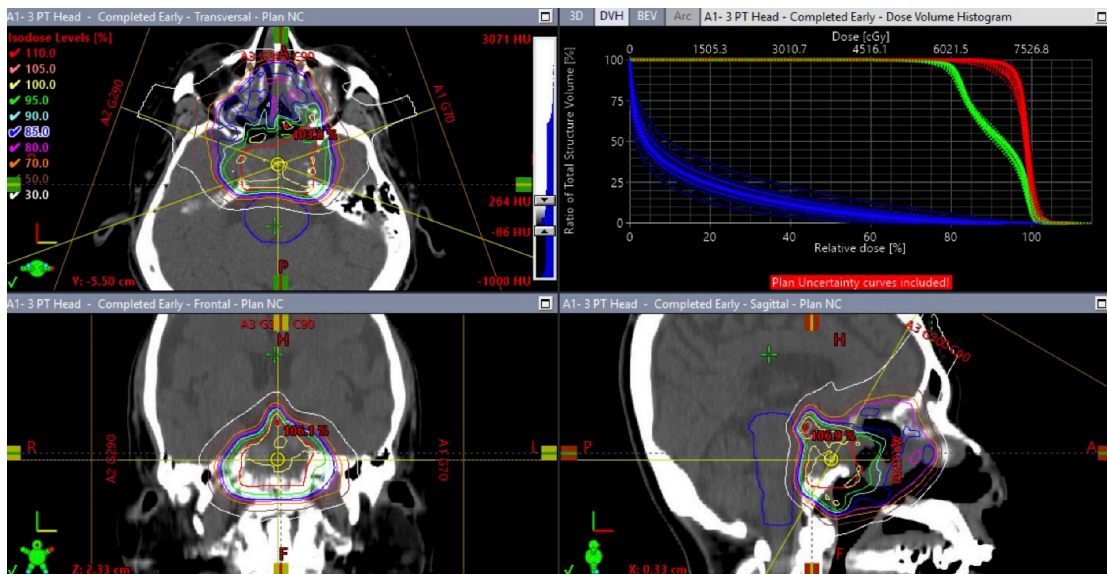 A1- 3 PT Head - Completed Early - Transversal - Plan NC
Isodose Levels [%]
110.0
105.0
100.0
95.0
90.0
85.0
80.0
70.0
50.0
30.0
A2 G290
A1 G70
103.8 %
3071 HU
264 HU
-86 HU
-1000 HU
P
Y: -5.50 cm
3D DVH BEV Arc A1- 3 PT Head - Completed Early - Dose Volume Histogram
Dose [cGy]
0 1505.3 3010.7 4516.1 6021.5 7526.8
Ratio of Total Structure Volume [%]
100
75
50
25
0
0 20 40 60 80 100
Relative dose [%]
Plan Uncertainty curves included!
A1- 3 PT Head - Completed Early - Frontal - Plan NC
C90
H
106.1 %
R
L
A2 G290
A1 G70
F
Z: 2.33 cm
A1- 3 PT Head - Completed Early - Sagittal - Plan NC
A3 G300 C90
H
106.9 %
P
A
F
X: 0.33 cm